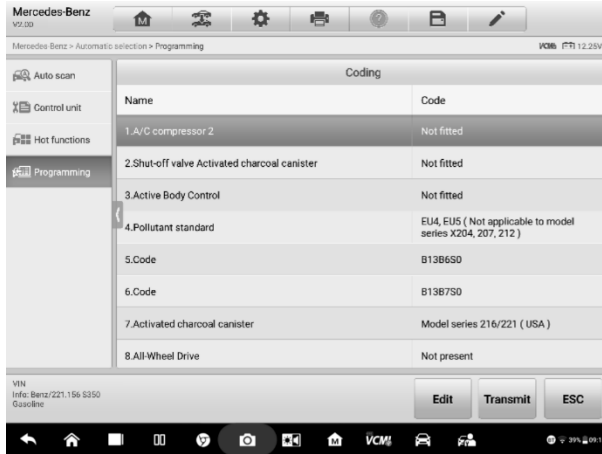 Mercedes-Benz
V2.00
Mercedes-Benz > Automatic selection > Programming
VCMI 12.25V
Auto scan
Control unit
Hot functions
Programming
Coding
Name Code
1.A/C compressor 2 Not fitted
2.Shut-off valve Activated charcoal canister Not fitted
3.Active Body Control Not fitted
4.Pollutant standard EU4, EU5 ( Not applicable to model
series X204, 207, 212 )
5.Code B13B6S0
6.Code B13B7S0
7.Activated charcoal canister Model series 216/221 ( USA )
8.All-Wheel Drive Not present
VIN
Info: Benz/221.156 S350
Gasoline
Edit Transmit ESC
VCMI 39%